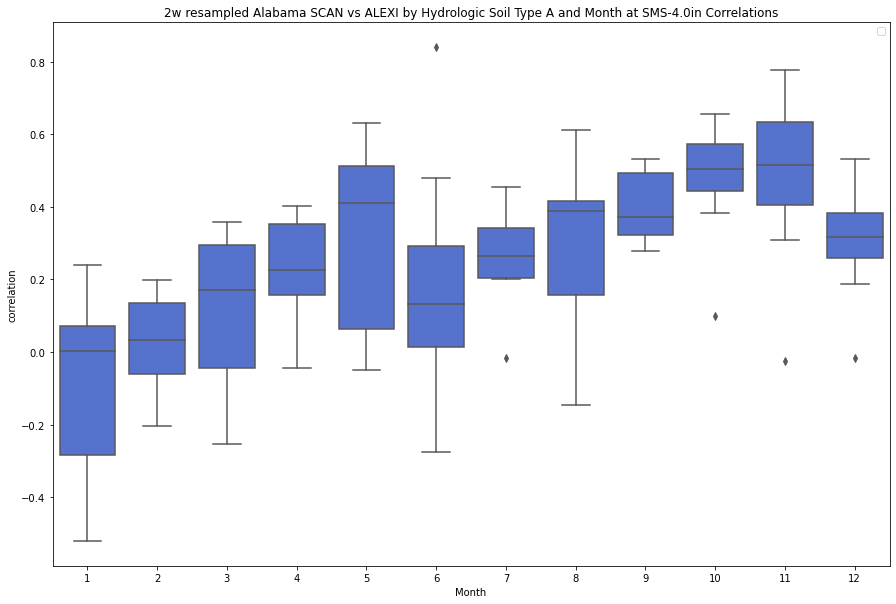 2w resampled Alabama SCAN vs ALEXI by Hydrologic Soil Type A and Month at SMS-4.0in Correlations
0.8
0.6
0.4
0.2
0.0
−0.2
−0.4
correlation
1 2 3 4 5 6 7 8 9 10 11 12
Month